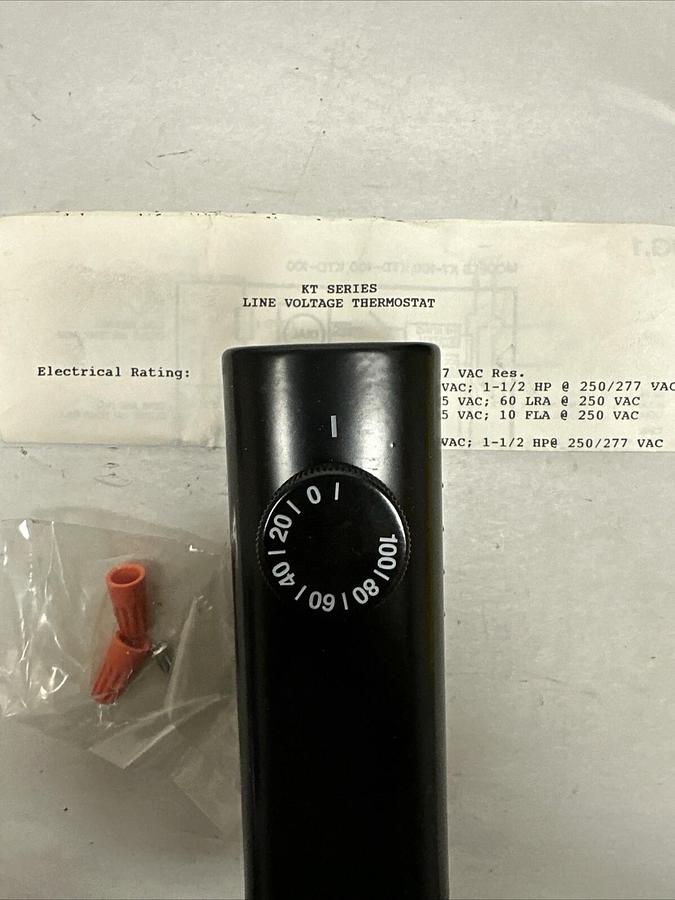 KT SERIES
LINE VOLTAGE THERMOSTAT
Electrical Rating: 7 VAC Res.
VAC; 1-1/2 HP @ 250/277 VAC
5 VAC; 60 LRA @ 250 VAC
5 VAC; 10 FLA @ 250 VAC
VAC; 1-1/2 HP@ 250/277 VAC
0
20
40
60
80
100